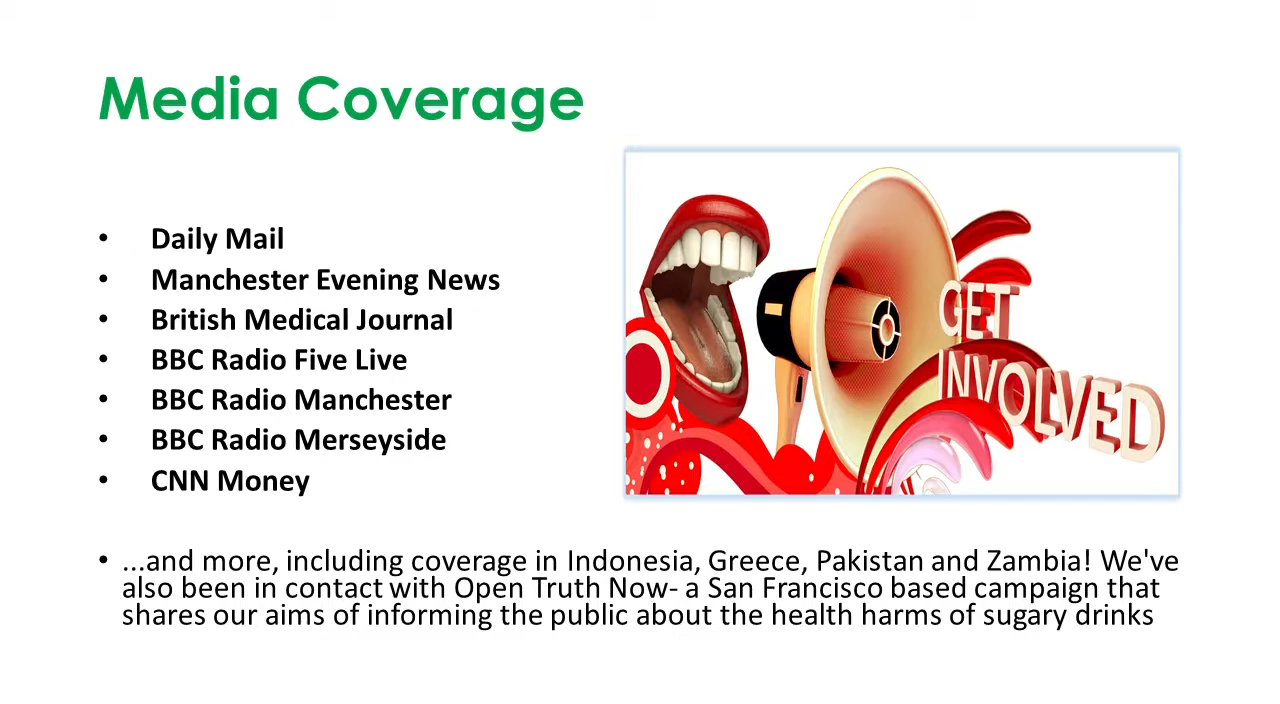 Media Coverage
• Daily Mail
• Manchester Evening News
• British Medical Journal
• BBC Radio Five Live
• BBC Radio Manchester
• BBC Radio Merseyside
• CNN Money
GET
INVOLVED
• ...and more, including coverage in Indonesia, Greece, Pakistan and Zambia! We've
also been in contact with Open Truth Now- a San Francisco based campaign that
shares our aims of informing the public about the health harms of sugary drinks